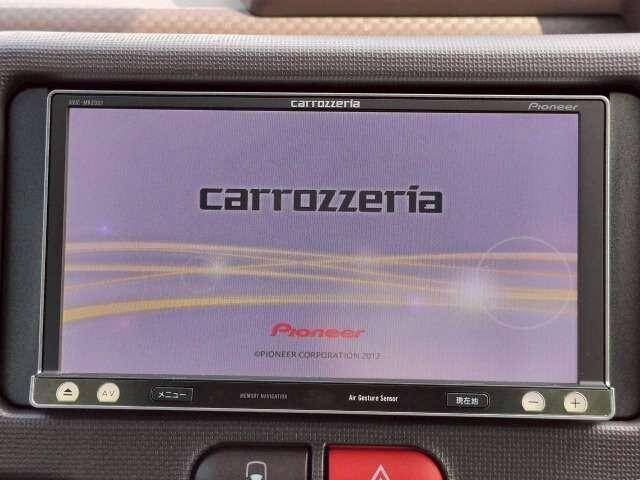 carrozzeria
Pioneer
carrozzeria
Pioneer
©PIONEER CORPORATION 2012
A·V
メニュー
MEMORY NAVIGATION
Air Gesture Sensor
現在地
− +